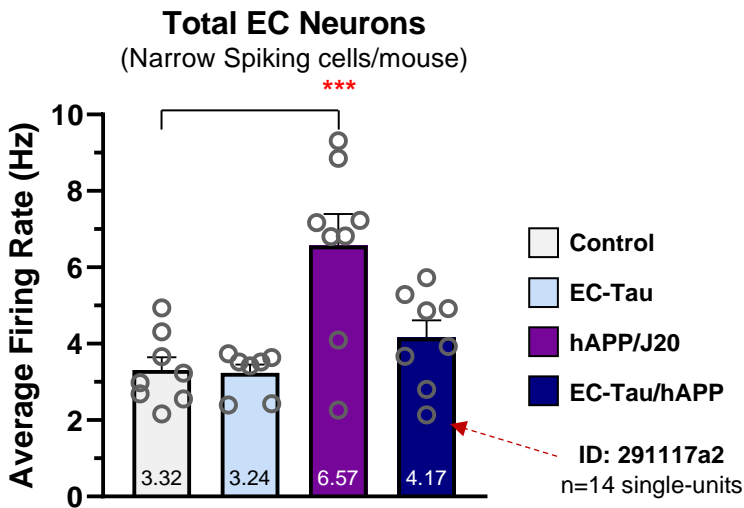 Total EC Neurons
(Narrow Spiking cells/mouse)
***
Average Firing Rate (Hz)
10
8
6
4
2
0
3.32
3.24
6.57
4.17
Control
EC-Tau
hAPP/J20
EC-Tau/hAPP
ID: 291117a2
n=14 single-units